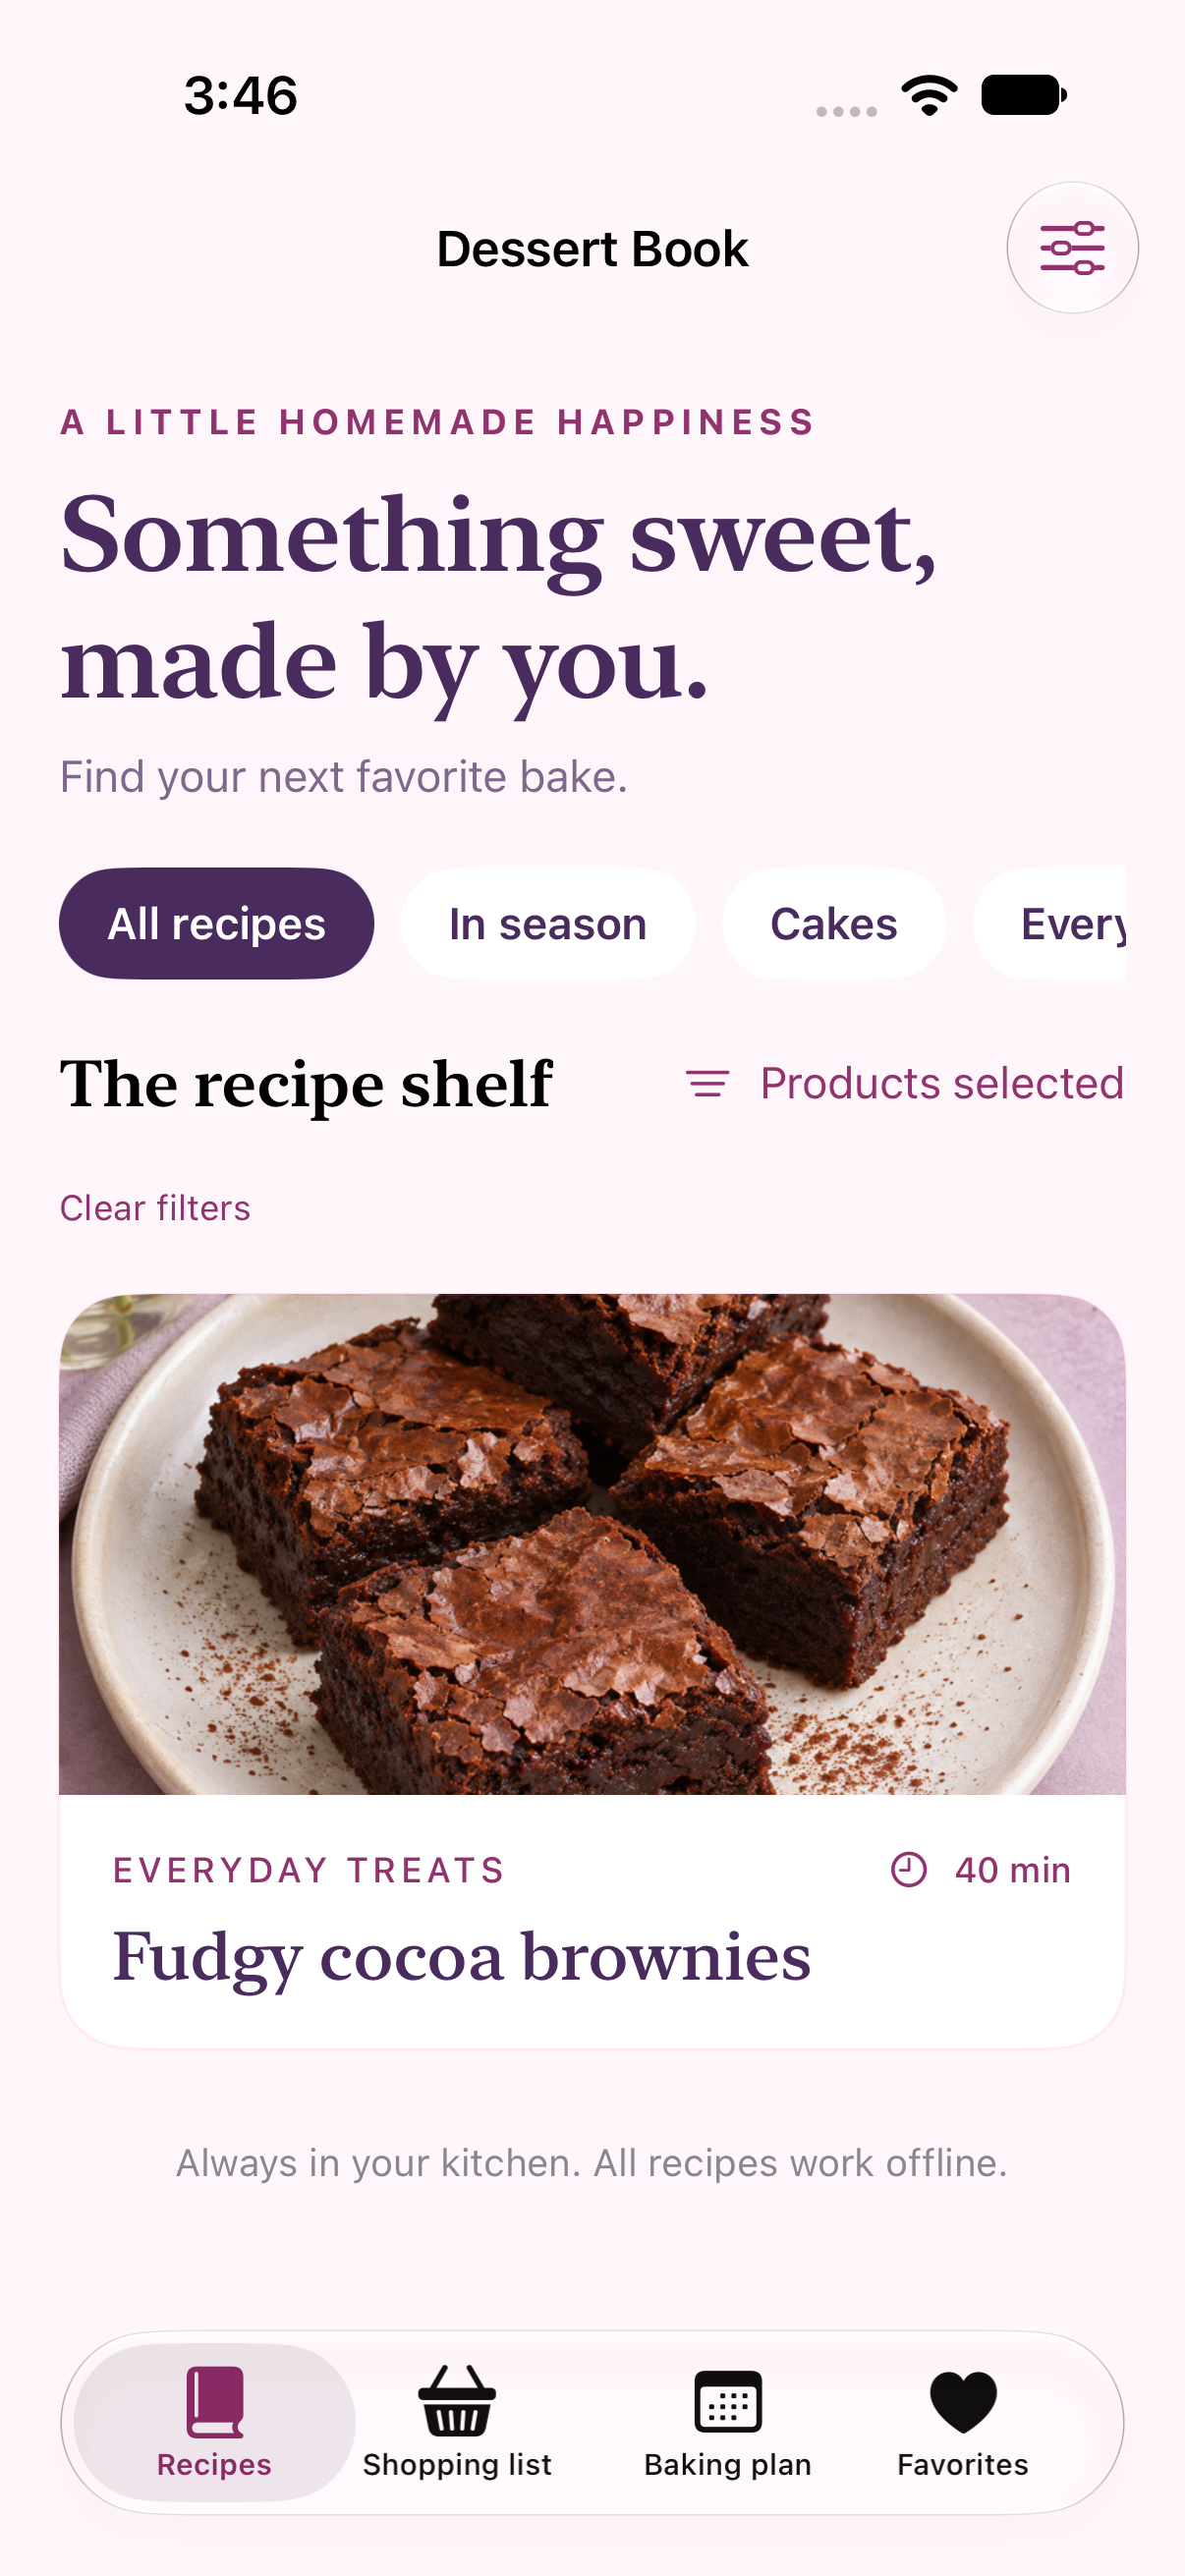 3:46
Dessert Book
A LITTLE HOMEMADE HAPPINESS
Something sweet,
made by you.
Find your next favorite bake.
All recipes
In season
Cakes
Every
The recipe shelf
Products selected
Clear filters
EVERYDAY TREATS
40 min
Fudgy cocoa brownies
Always in your kitchen. All recipes work offline.
Recipes
Shopping list
Baking plan
Favorites